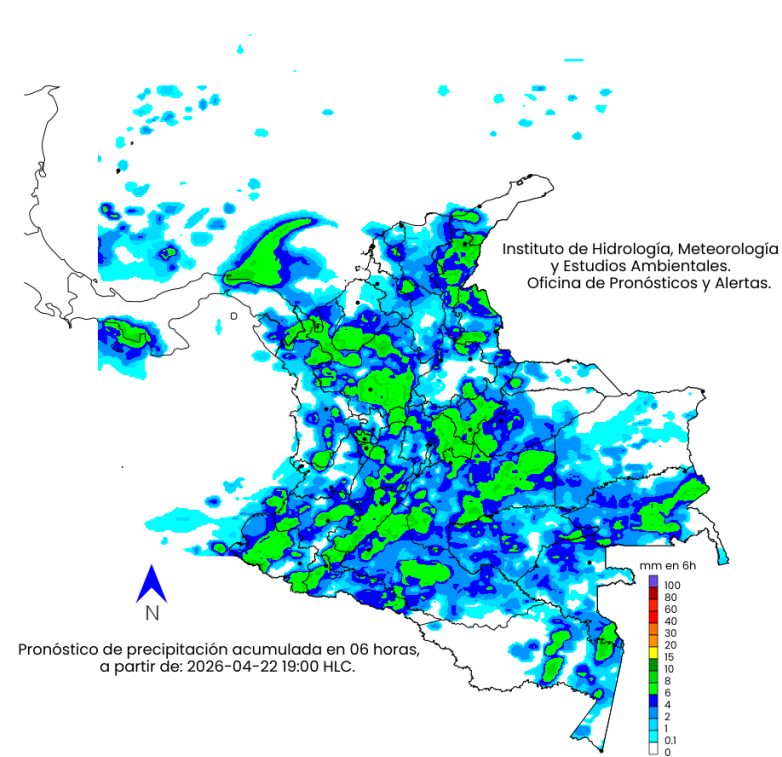 Instituto de Hidrología, Meteorología
y Estudios Ambientales.
Oficina de Pronósticos y Alertas.
mm en 6h
100
80
60
40
30
20
15
10
8
6
4
2
1
0.1
0
N
Pronóstico de precipitación acumulada en 06 horas,
a partir de: 2026-04-22 19:00 HLC.